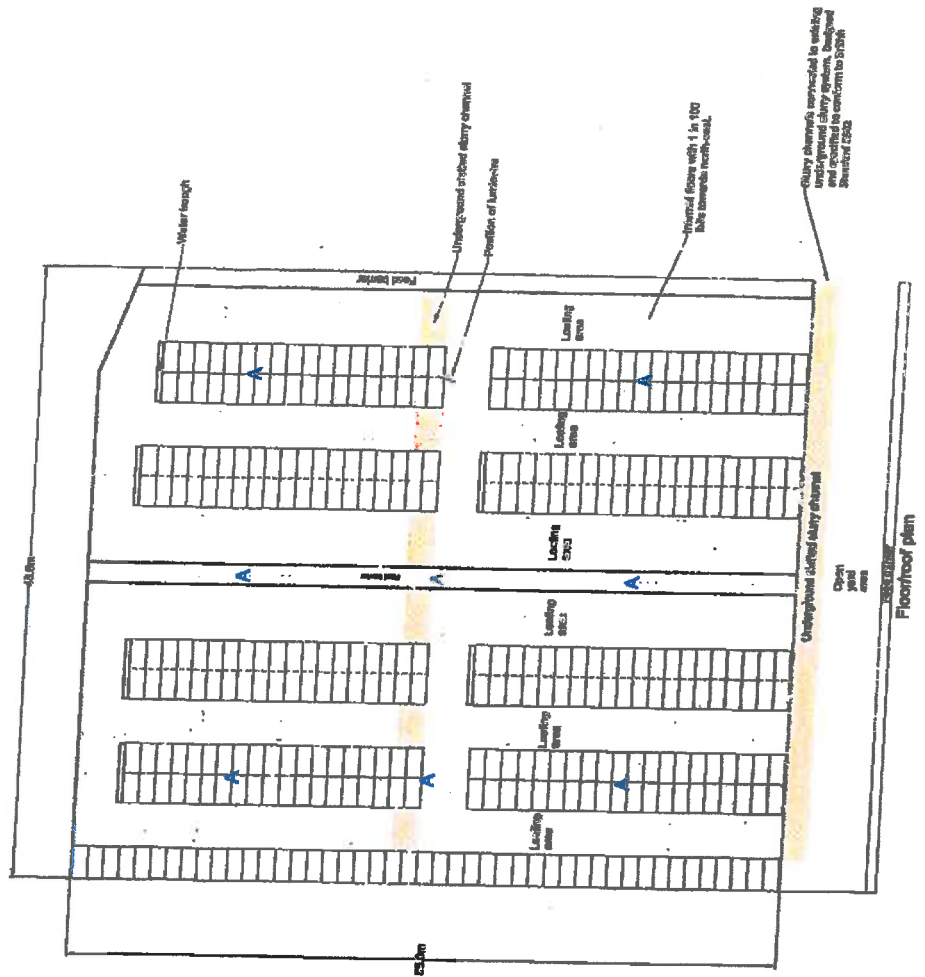 Water trough
Underground slatted slurry channel
Position of luminaire
Internal floors with 1 in 100
falls towards north-east.
Slurry channels connected to existing
underground slurry system. Designed
and specified to conform to British
Standard 5502
Feed barrier
Loafing
area
Loafing
area
Loafing
area
Feed barrier
Loafing
area
Loafing
area
Loafing
area
A
A
A
A
A
A
A
A
A
Underground slatted slurry channel
Open
yard
area
Floor/roof plan